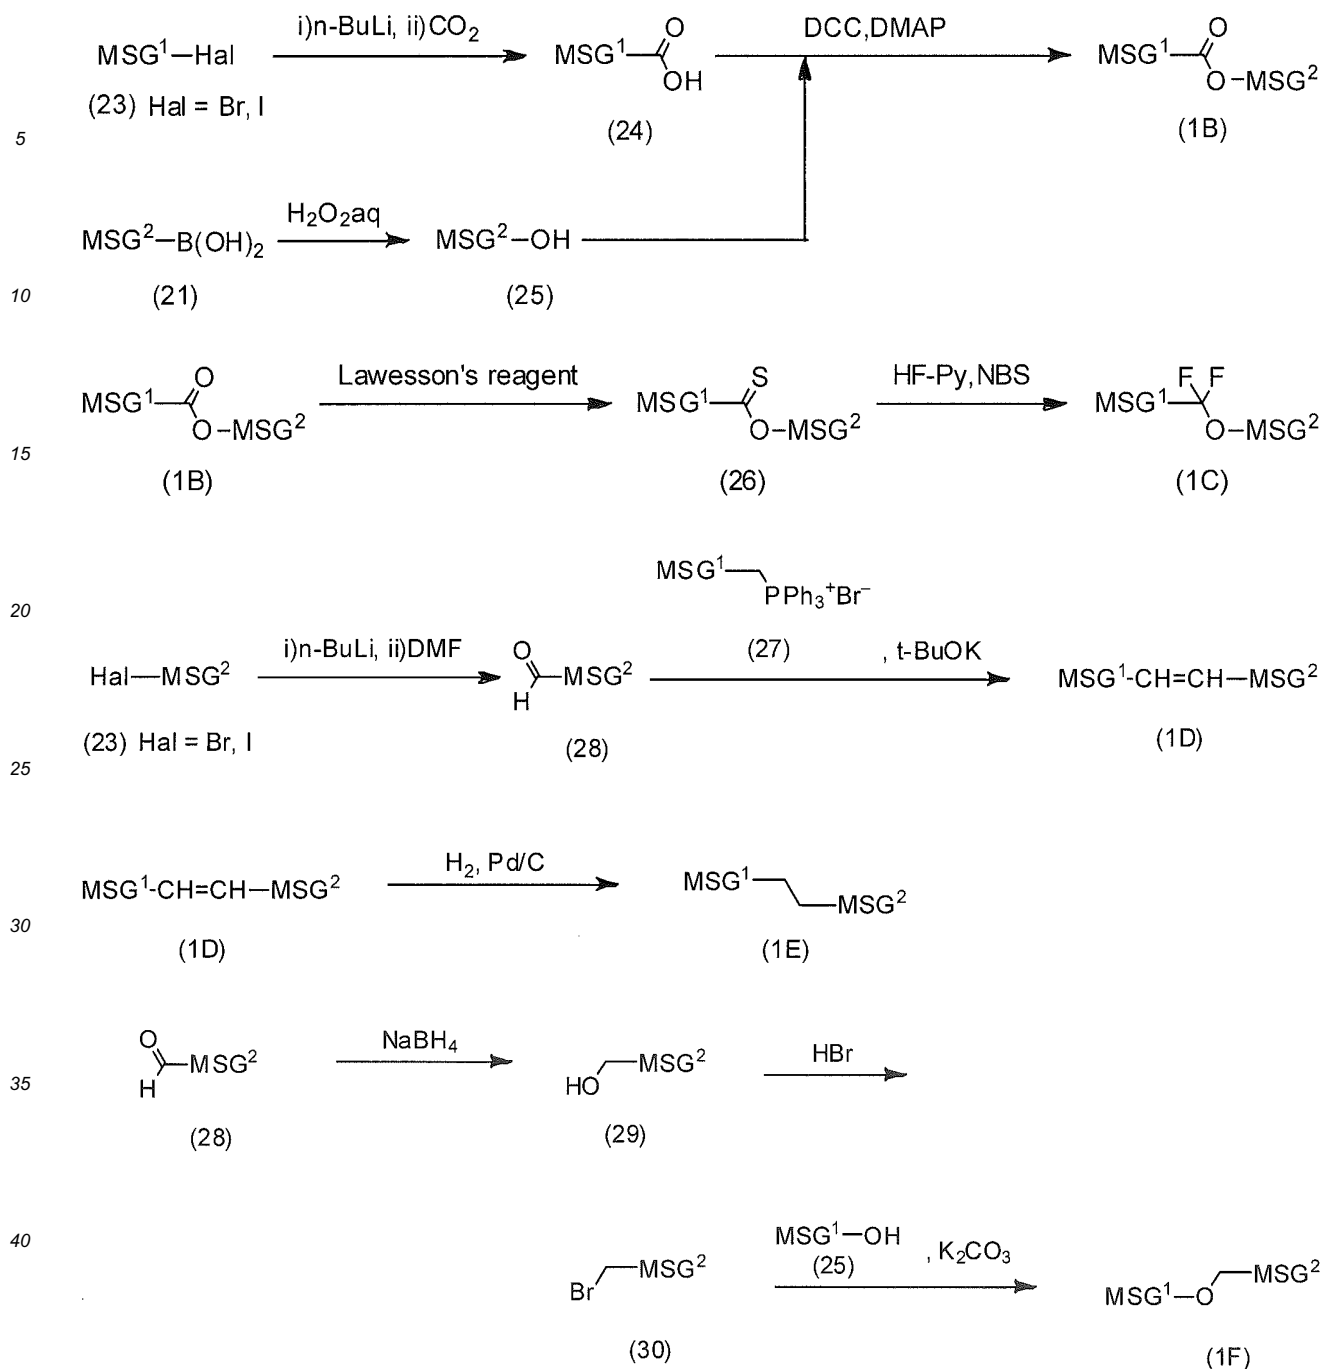 i)n-BuLi, ii)CO₂
DCC,DMAP
MSG¹—Hal
MSG¹ O OH
MSG¹ O O—MSG²
(23) Hal = Br, I
(24)
(1B)
5
H₂O₂aq
MSG²—B(OH)₂
MSG²—OH
(21)
(25)
10
Lawesson's reagent
HF-Py,NBS
MSG¹ O O—MSG²
MSG¹ S O—MSG²
MSG¹ F F O—MSG²
(1B)
(26)
(1C)
15
MSG¹ PPh₃⁺Br⁻
20
(27)
i)n-BuLi, ii)DMF
, t-BuOK
Hal—MSG²
O H MSG²
MSG¹-CH=CH—MSG²
(23) Hal = Br, I
(28)
(1D)
25
H₂, Pd/C
MSG¹-CH=CH—MSG²
MSG¹ MSG²
(1D)
(1E)
30
NaBH₄
HBr
O H MSG²
HO MSG²
35
(28)
(29)
40
MSG¹—OH
(25)
, K₂CO₃
Br MSG²
MSG¹—O MSG²
(30)
(1F)